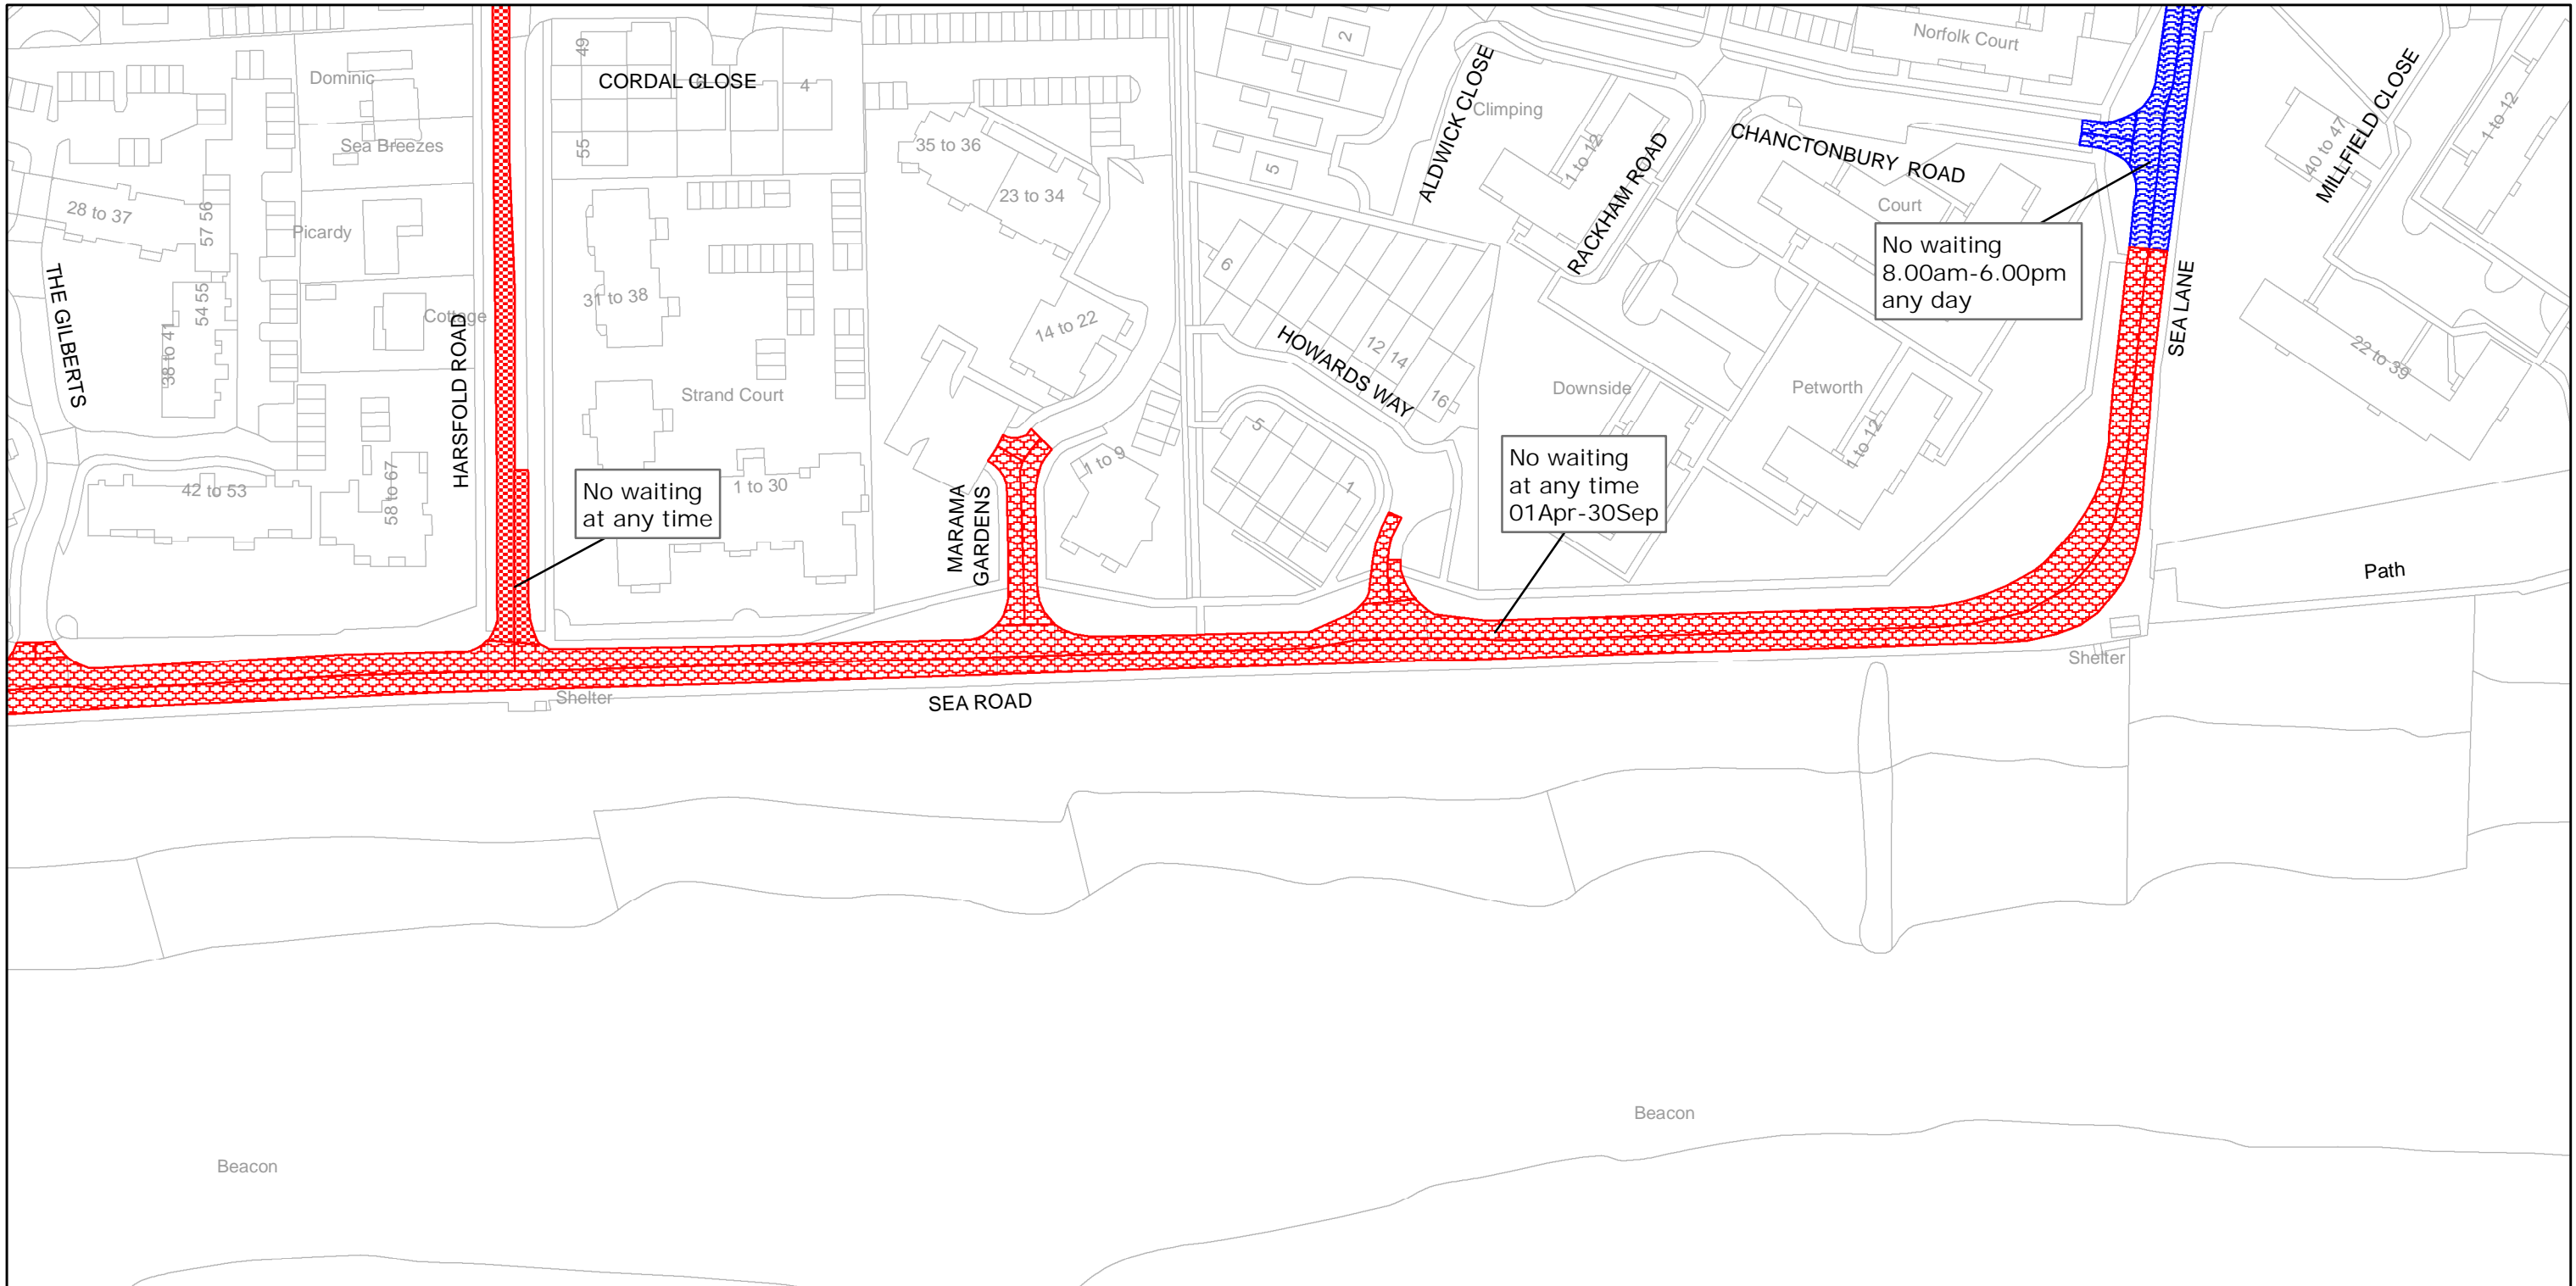 Norfolk Court
2
49
CORDAL CLOSE
6
4
Dominic
Sea Breezes
55
ALDWICK CLOSE
Climping
1 to 12
RACKHAM ROAD
CHANCTONBURY ROAD
Court
40 to 47
MILLFIELD CLOSE
1 to 12
35 to 36
23 to 34
5
28 to 37
57 56
Picardy
THE GILBERTS
54 55
38 to 41
Cottage
HARSFOLD ROAD
31 to 38
14 to 22
6
HOWARDS WAY
12 14
16
No waiting
8.00am-6.00pm
any day
SEA LANE
22 to 39
Strand Court
Downside
Petworth
1 to 12
5
1
1 to 9
42 to 53
58 to 67
No waiting
at any time
1 to 30
MARAMA
GARDENS
No waiting
at any time
01Apr-30Sep
Path
Shelter
Shelter
SEA ROAD
Beacon
Beacon